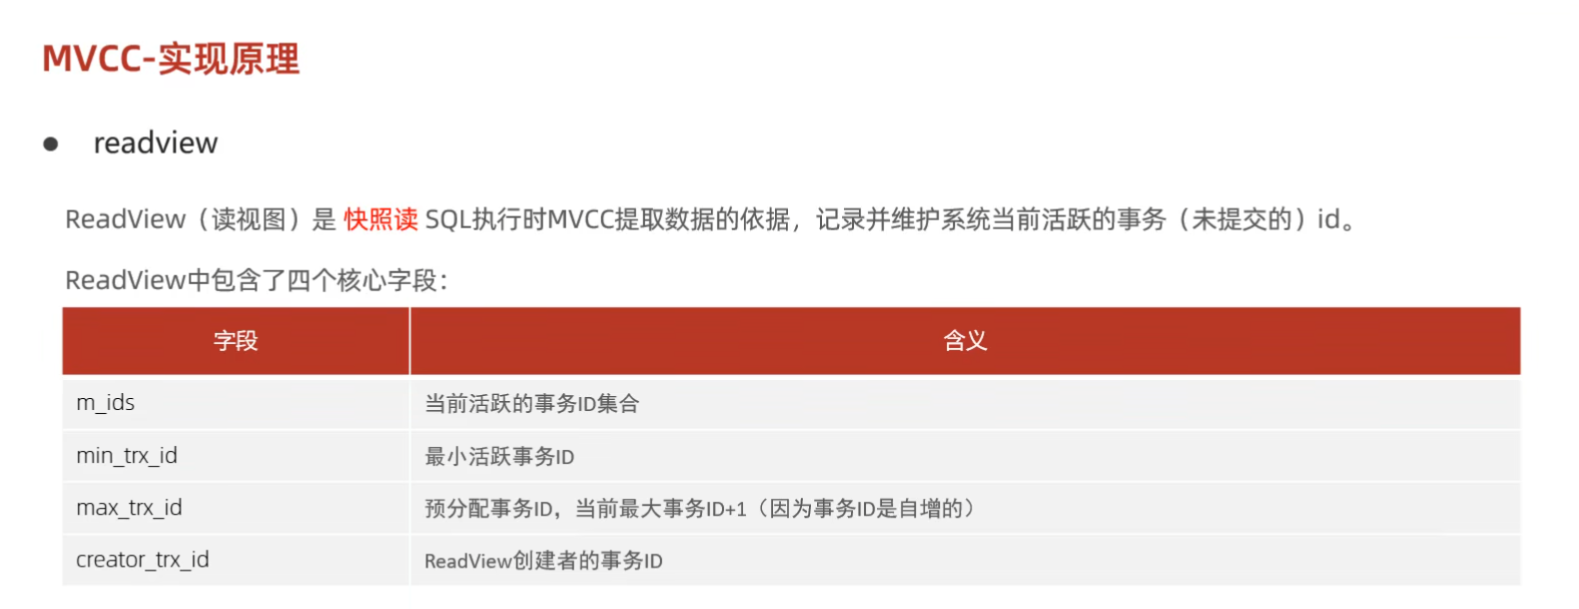 MVCC-实现原理
● readview
ReadView（读视图）是 快照读 SQL执行时MVCC提取数据的依据，记录并维护系统当前活跃的事务（未提交的）id。
ReadView中包含了四个核心字段：
字段 含义
m_ids 当前活跃的事务ID集合
min_trx_id 最小活跃事务ID
max_trx_id 预分配事务ID，当前最大事务ID+1（因为事务ID是自增的）
creator_trx_id ReadView创建者的事务ID